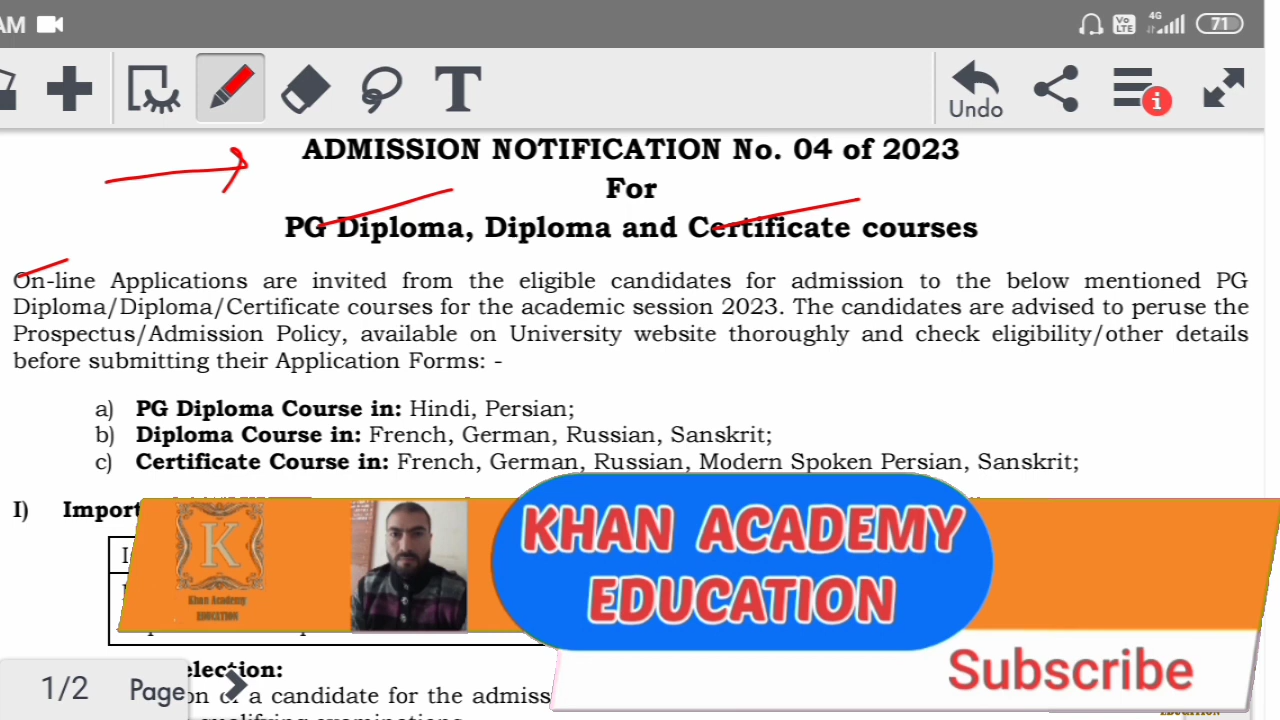 AM
Vo LTE 4G 71
T
Undo
ADMISSION NOTIFICATION No. 04 of 2023
For
PG Diploma, Diploma and Certificate courses
On-line Applications are invited from the eligible candidates for admission to the below mentioned PG
Diploma/Diploma/Certificate courses for the academic session 2023. The candidates are advised to peruse the
Prospectus/Admission Policy, available on University website thoroughly and check eligibility/other details
before submitting their Application Forms: -
a) PG Diploma Course in: Hindi, Persian;
b) Diploma Course in: French, German, Russian, Sanskrit;
c) Certificate Course in: French, German, Russian, Modern Spoken Persian, Sanskrit;
I) Import
K
Khan Academy
EDUCATION
KHAN ACADEMY
EDUCATION
Subscribe
election:
1/2 Page
a candidate for the admiss